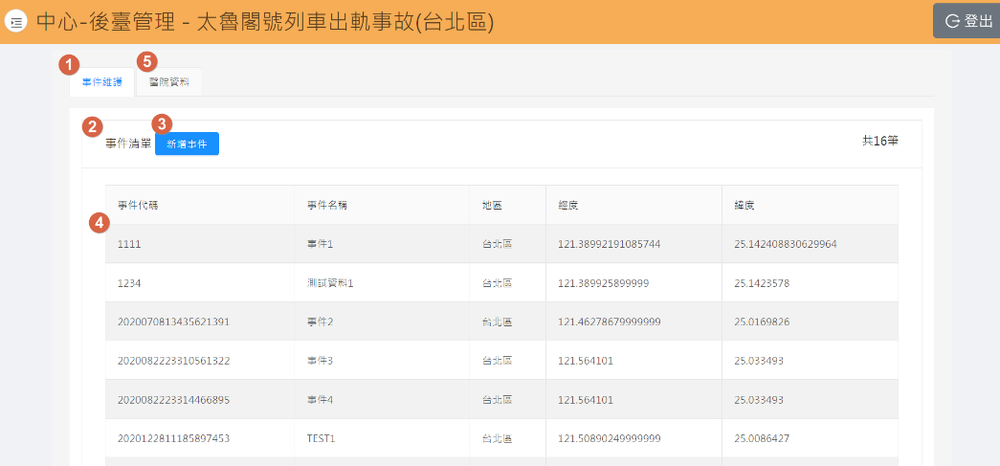 中心-後臺管理 - 太魯閣號列車出軌事故(台北區) 登出
1 5
事件維護 醫院資料
2 3
事件清單 新增事件 共16筆
事件代碼 事件名稱 地區 經度 緯度
4
1111 事件1 台北區 121.38992191085744 25.142408830629964
1234 測試資料1 台北區 121.389925899999 25.1423578
2020070813435621391 事件2 台北區 121.46278679999999 25.0169826
2020082223310561322 事件3 台北區 121.564101 25.033493
2020082223314466895 事件4 台北區 121.564101 25.033493
2020122811185897453 TEST1 台北區 121.50890249999999 25.0086427